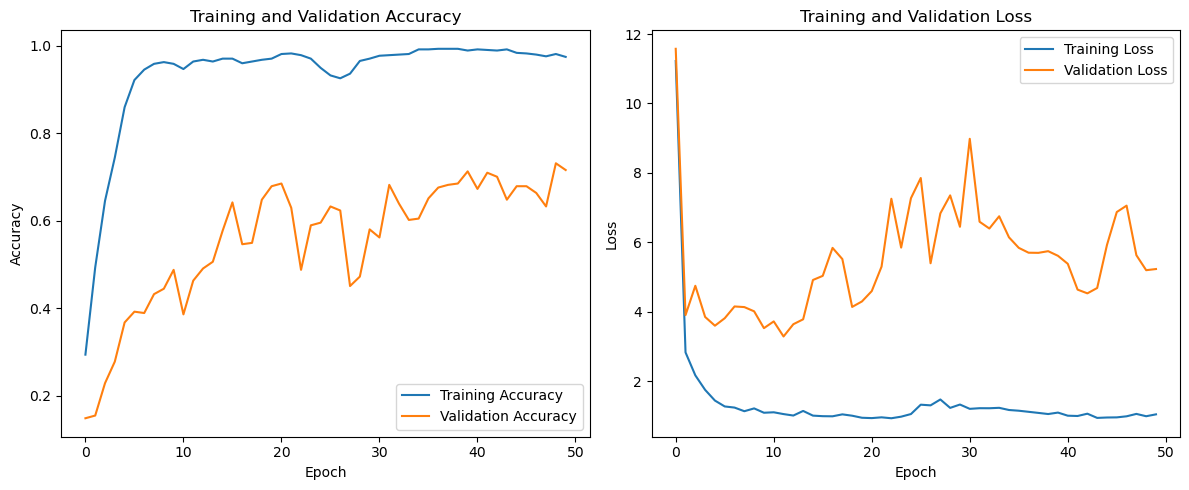 Training and Validation Accuracy
1.0
0.8
0.6
0.4
0.2
Accuracy
0
10
20
30
40
50
Epoch
Training Accuracy
Validation Accuracy
Training and Validation Loss
12
10
8
6
4
2
Loss
0
10
20
30
40
50
Epoch
Training Loss
Validation Loss